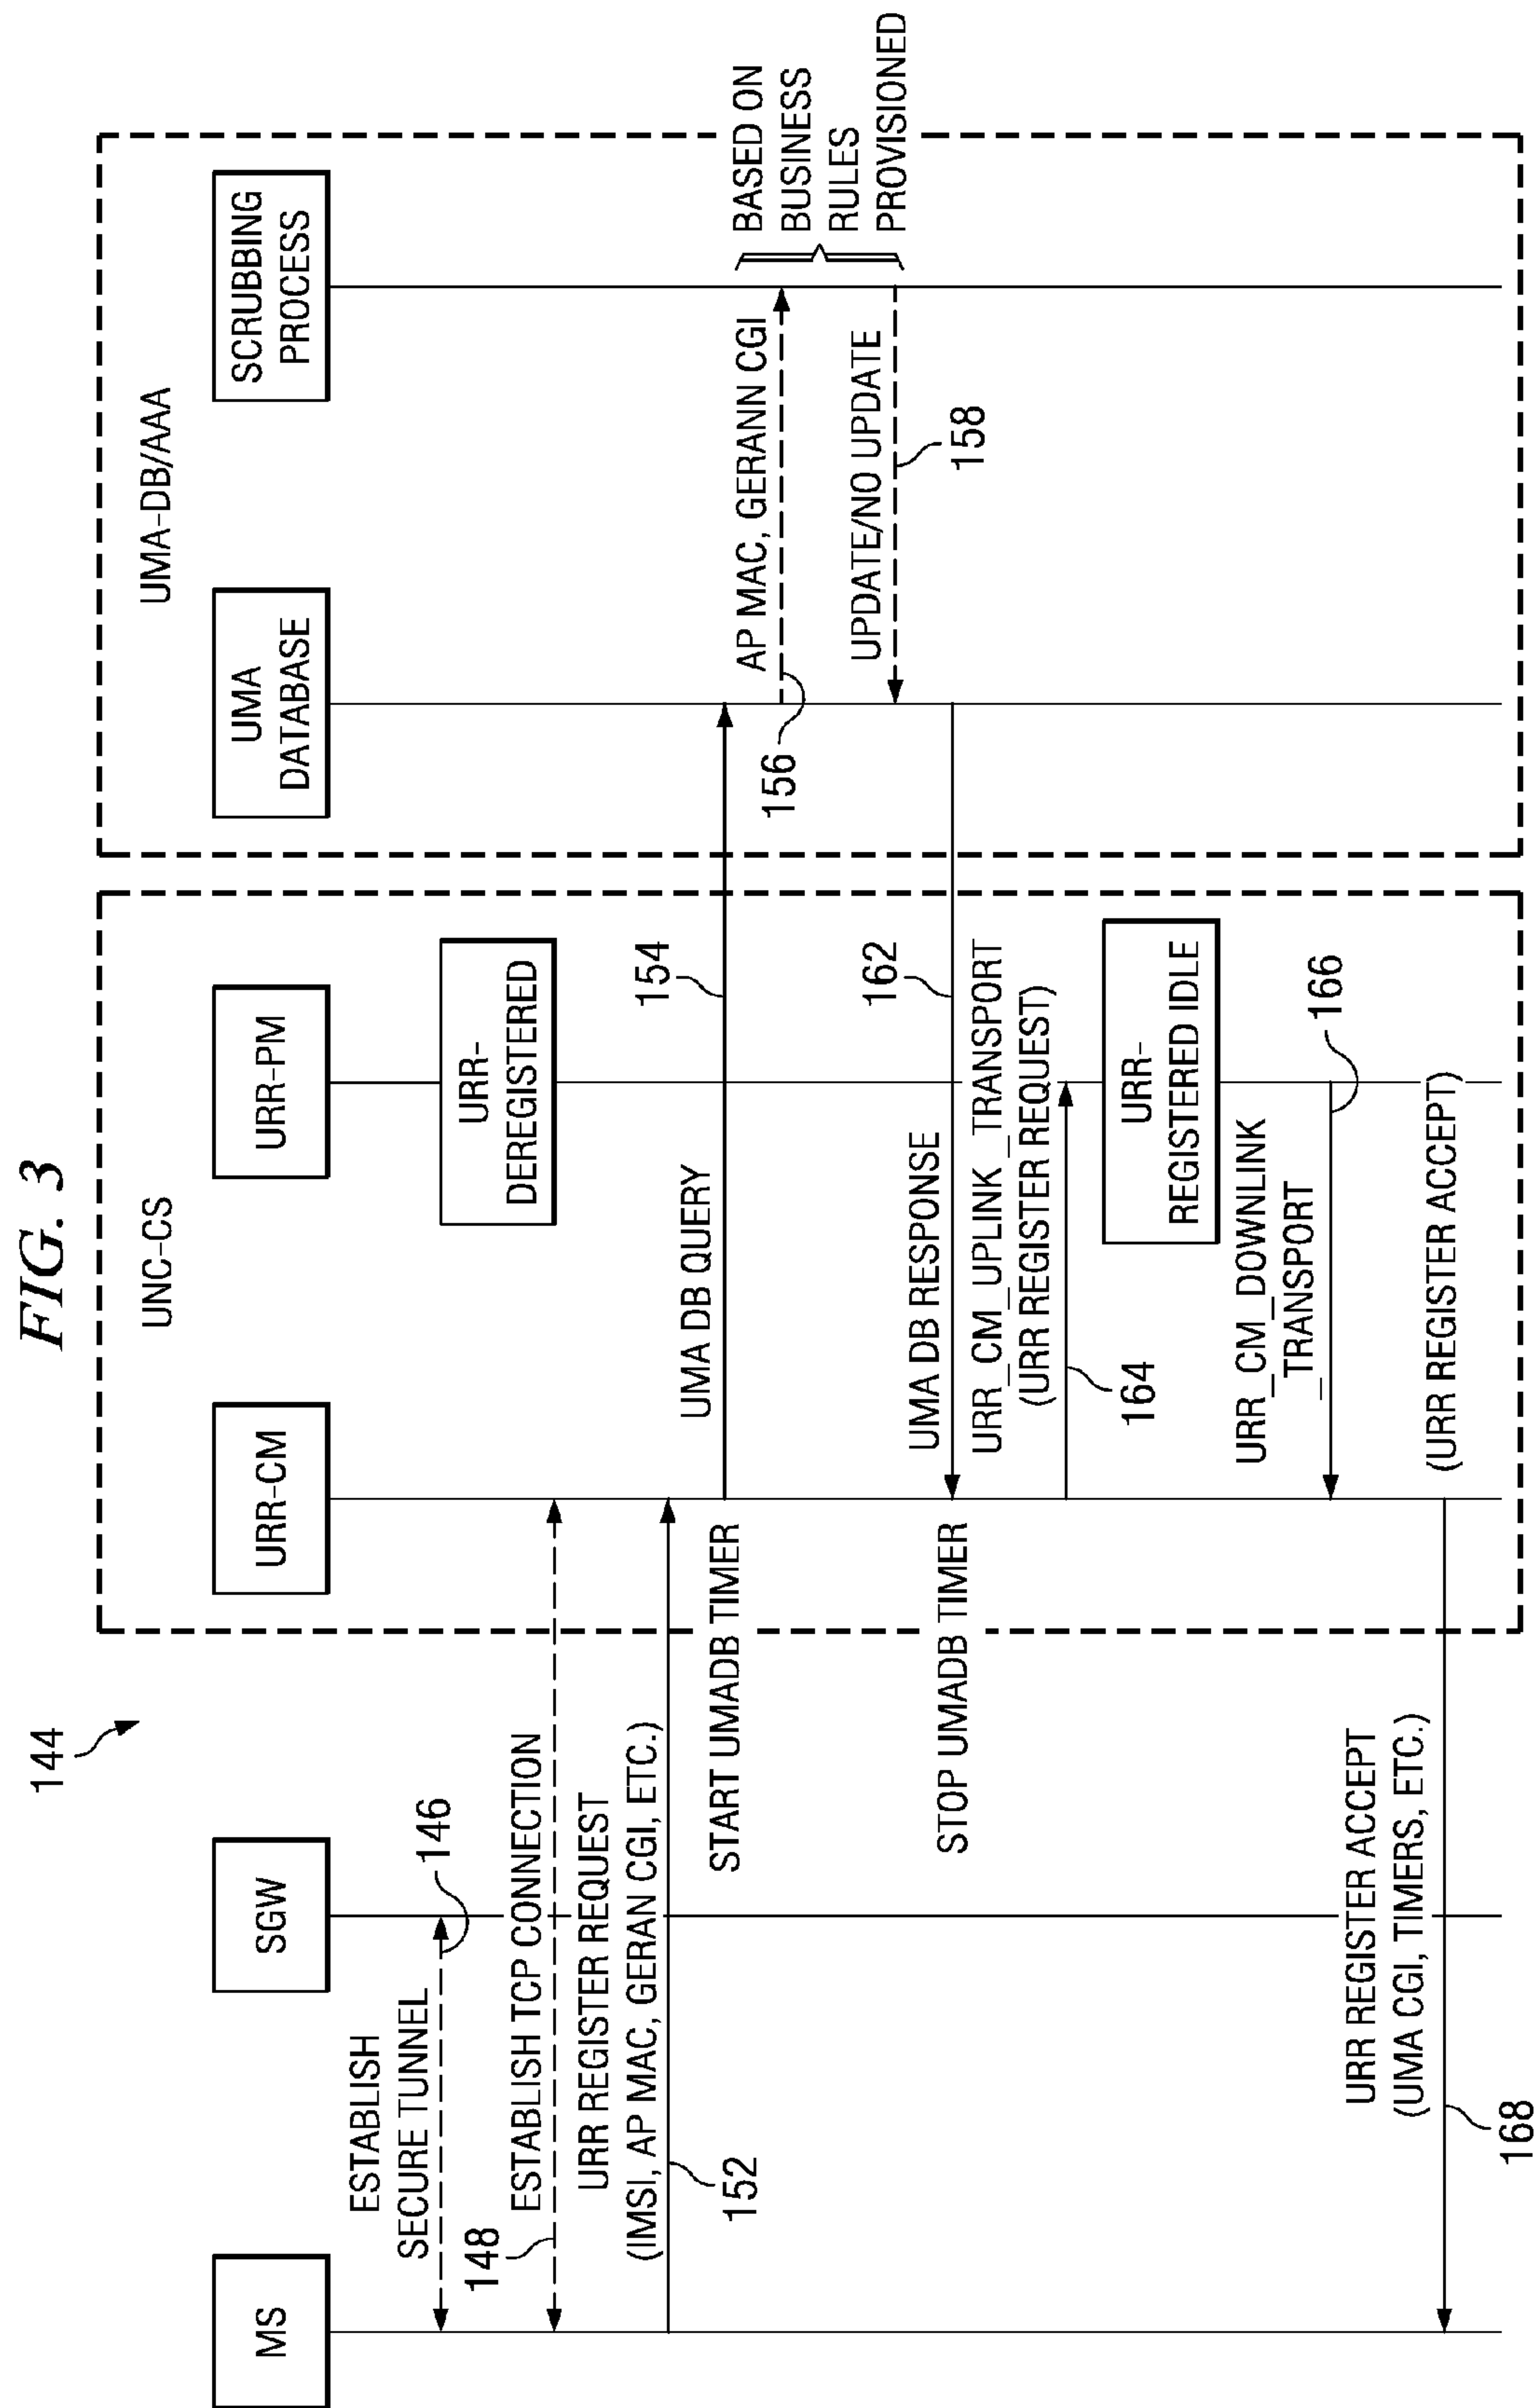 FIG. 3
144
UNC-CS
UMA-DB/AAA
MS
SGW
URR-CM
URR-PM
UMA
DATABASE
SCRUBBING
PROCESS
ESTABLISH
SECURE TUNNEL
146
URR-
DEREGISTERED
148
ESTABLISH TCP CONNECTION
URR REGISTER REQUEST
(IMSI, AP MAC, GERAN CGI, ETC.)
152
START UMADB TIMER
UMA DB QUERY
154
AP MAC, GERANN CGI
156
BASED ON
BUSINESS
RULES
PROVISIONED
UPDATE/NO UPDATE
158
STOP UMADB TIMER
UMA DB RESPONSE
162
URR_CM_UPLINK_TRANSPORT
(URR REGISTER REQUEST)
164
URR-
REGISTERED IDLE
URR_CM_DOWNLINK
_TRANSPORT
166
(URR REGISTER ACCEPT)
URR REGISTER ACCEPT
(UMA CGI, TIMERS, ETC.)
168